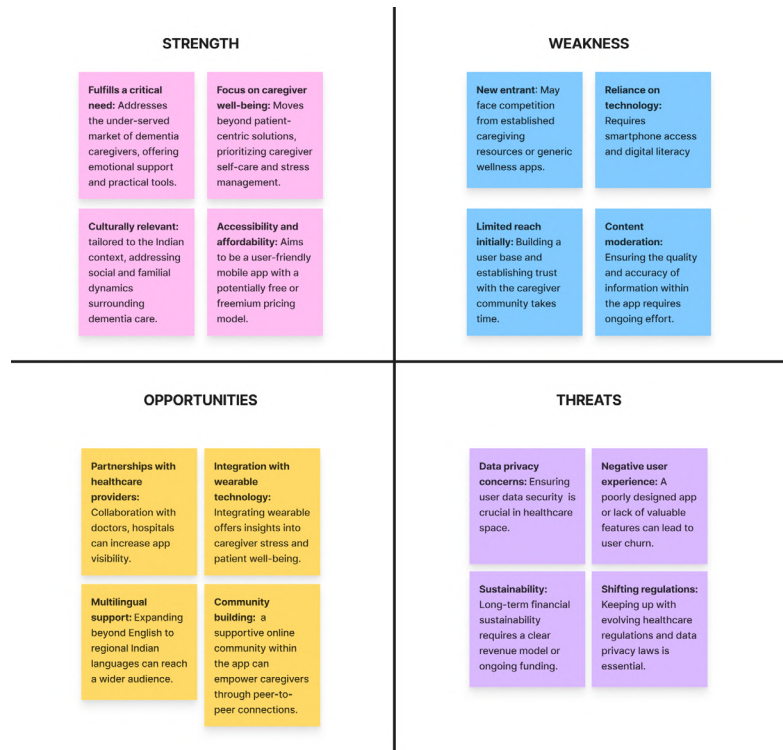 STRENGTH
Fulfills a critical
need: Addresses
the under-served
market of dementia
caregivers, offering
emotional support
and practical tools.
Focus on caregiver
well-being: Moves
beyond patient-
centric solutions,
prioritizing caregiver
self-care and stress
management.
Culturally relevant:
tailored to the Indian
context, addressing
social and familial
dynamics
surrounding
dementia care.
Accessibility and
affordability: Aims
to be a user-friendly
mobile app with a
potentially free or
freemium pricing
model.
WEAKNESS
New entrant: May
face competition
from established
caregiving
resources or generic
wellness apps.
Reliance on
technology:
Requires
smartphone access
and digital literacy
Limited reach
initially: Building a
user base and
establishing trust
with the caregiver
community takes
time.
Content
moderation:
Ensuring the quality
and accuracy of
information within
the app requires
ongoing effort.
OPPORTUNITIES
Partnerships with
healthcare
providers:
Collaboration with
doctors, hospitals
can increase app
visibility.
Integration with
wearable
technology:
Integrating wearable
offers insights into
caregiver stress and
patient well-being.
Multilingual
support: Expanding
beyond English to
regional Indian
languages can reach
a wider audience.
Community
building: a
supportive online
community within
the app can
empower caregivers
through peer-to-
peer connections.
THREATS
Data privacy
concerns: Ensuring
user data security is
crucial in healthcare
space.
Negative user
experience: A
poorly designed app
or lack of valuable
features can lead to
user churn.
Sustainability:
Long-term financial
sustainability
requires a clear
revenue model or
ongoing funding.
Shifting regulations:
Keeping up with
evolving healthcare
regulations and data
privacy laws is
essential.